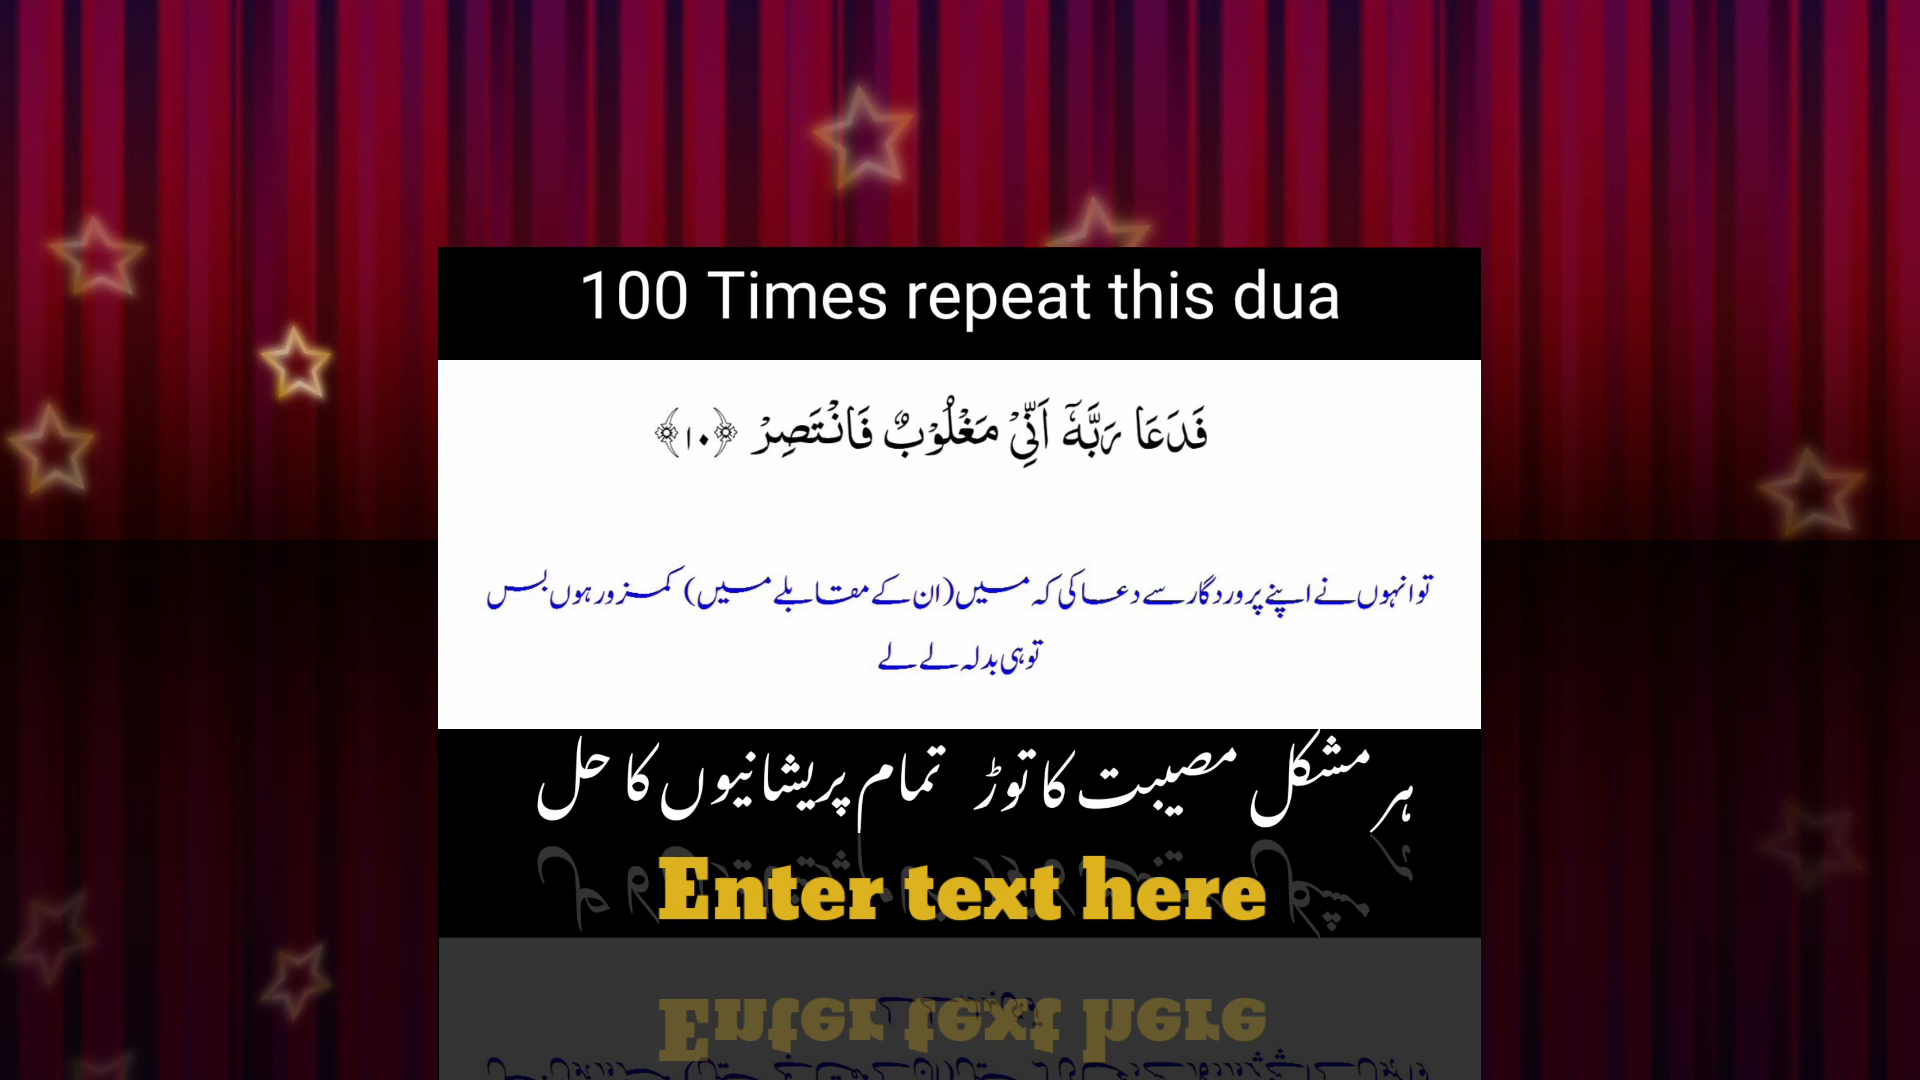 100 Times repeat this dua
فَدَعَا رَبَّهٗۤ اَنِّىْ مَغْلُوْبٌ فَانْتَصِرْ ﴿۱۰﴾
تو انہوں نے اپنے پروردگار سے دعا کی کہ میں (ان کے مقابلے میں) کمزور ہوں بس
تو ہی بدلہ لے لے
ہر مشکل مصیبت کا توڑ تمام پریشانیوں کا حل
Enter text here